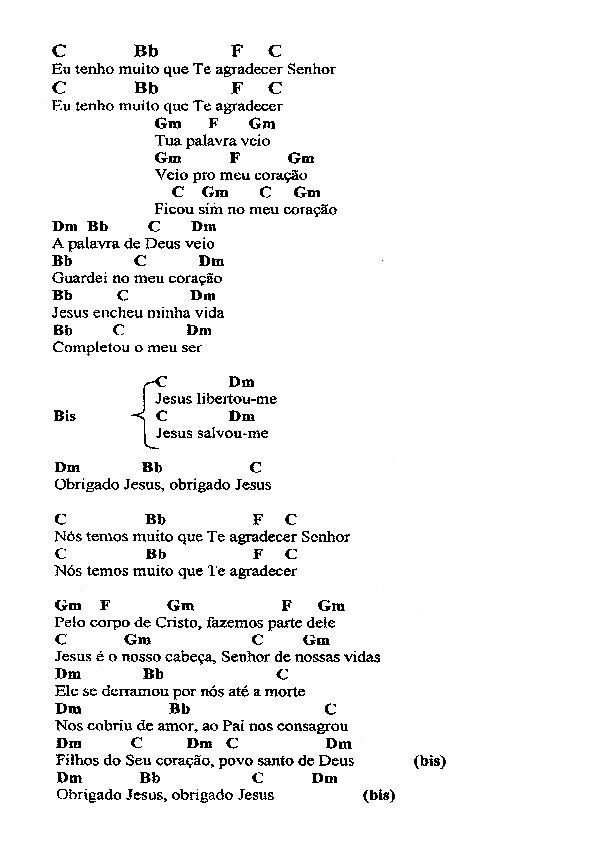 C Bb F C
Eu tenho muito que Te agradecer Senhor
C Bb F C
Eu tenho muito que Te agradecer
Gm F Gm
Tua palavra veio
Gm F Gm
Veio pro meu coração
C Gm C Gm
Ficou sim no meu coração
Dm Bb C Dm
A palavra de Deus veio
Bb C Dm
Guardei no meu coração
Bb C Dm
Jesus encheu minha vida
Bb C Dm
Completou o meu ser
C Dm
Jesus libertou-me
Bis C Dm
Jesus salvou-me
Dm Bb C
Obrigado Jesus, obrigado Jesus
C Bb F C
Nós temos muito que Te agradecer Senhor
C Bb F C
Nós temos muito que Te agradecer
Gm F Gm F Gm
Pelo corpo de Cristo, fazemos parte dele
C Gm C Gm
Jesus é o nosso cabeça, Senhor de nossas vidas
Dm Bb C
Ele se derramou por nós até a morte
Dm Bb C
Nos cobriu de amor, ao Pai nos consagrou
Dm C Dm C Dm
Filhos do Seu coração, povo santo de Deus (bis)
Dm Bb C Dm
Obrigado Jesus, obrigado Jesus (bis)